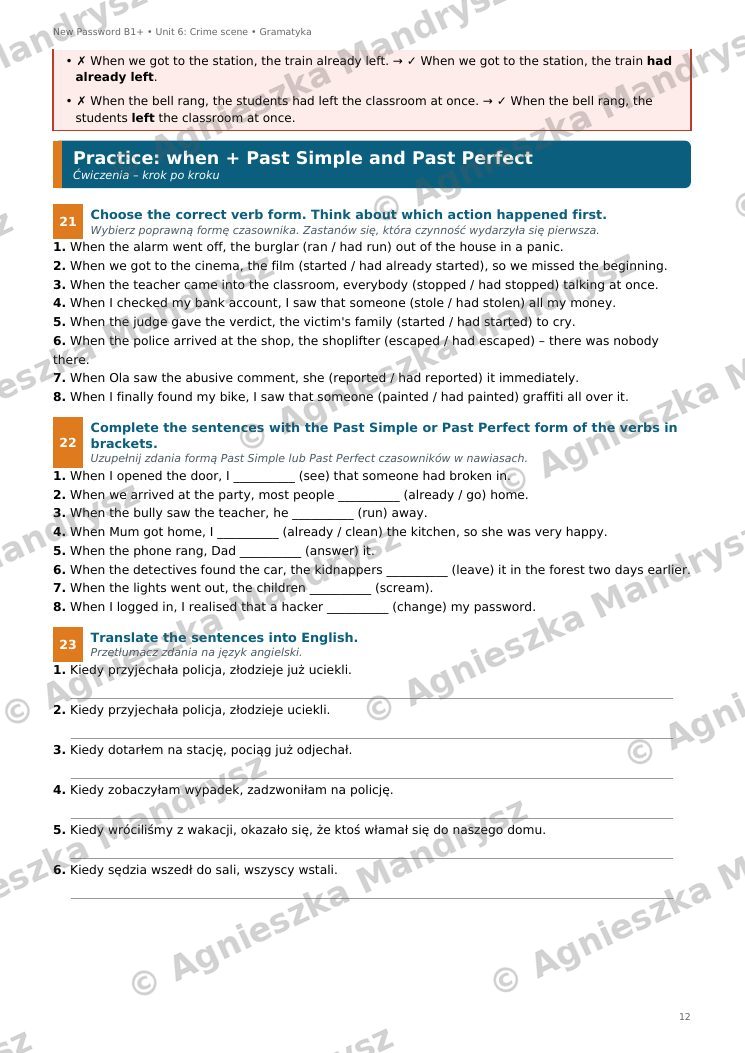 New Password B1+ • Unit 6: Crime scene • Gramatyka
• ✗ When we got to the station, the train already left. → ✓ When we got to the station, the train had
already left.
• ✗ When the bell rang, the students had left the classroom at once. → ✓ When the bell rang, the
students left the classroom at once.
Practice: when + Past Simple and Past Perfect
Ćwiczenia – krok po kroku
21 Choose the correct verb form. Think about which action happened first.
Wybierz poprawną formę czasownika. Zastanów się, która czynność wydarzyła się pierwsza.
1. When the alarm went off, the burglar (ran / had run) out of the house in a panic.
2. When we got to the cinema, the film (started / had already started), so we missed the beginning.
3. When the teacher came into the classroom, everybody (stopped / had stopped) talking at once.
4. When I checked my bank account, I saw that someone (stole / had stolen) all my money.
5. When the judge gave the verdict, the victim's family (started / had started) to cry.
6. When the police arrived at the shop, the shoplifter (escaped / had escaped) – there was nobody
there.
7. When Ola saw the abusive comment, she (reported / had reported) it immediately.
8. When I finally found my bike, I saw that someone (painted / had painted) graffiti all over it.
22 Complete the sentences with the Past Simple or Past Perfect form of the verbs in
brackets.
Uzupełnij zdania formą Past Simple lub Past Perfect czasowników w nawiasach.
1. When I opened the door, I __________ (see) that someone had broken in.
2. When we arrived at the party, most people __________ (already / go) home.
3. When the bully saw the teacher, he __________ (run) away.
4. When Mum got home, I __________ (already / clean) the kitchen, so she was very happy.
5. When the phone rang, Dad __________ (answer) it.
6. When the detectives found the car, the kidnappers __________ (leave) it in the forest two days earlier.
7. When the lights went out, the children __________ (scream).
8. When I logged in, I realised that a hacker __________ (change) my password.
23 Translate the sentences into English.
Przetłumacz zdania na język angielski.
1. Kiedy przyjechała policja, złodzieje już uciekli.
2. Kiedy przyjechała policja, złodzieje uciekli.
3. Kiedy dotarłem na stację, pociąg już odjechał.
4. Kiedy zobaczyłam wypadek, zadzwoniłam na policję.
5. Kiedy wróciliśmy z wakacji, okazało się, że ktoś włamał się do naszego domu.
6. Kiedy sędzia wszedł do sali, wszyscy wstali.
12
© Agnieszka Mandrysz